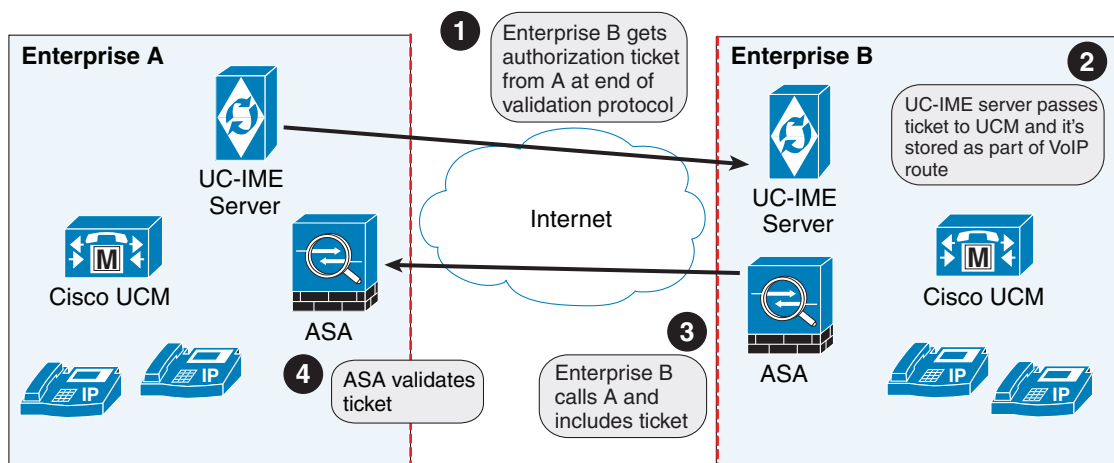 1
Enterprise B gets
authorization ticket
from A at end of
validation protocol
Enterprise A
Enterprise B
2
UC-IME server passes
ticket to UCM and it's
stored as part of VoIP
route
UC-IME
Server
UC-IME
Server
Internet
M
Cisco UCM
ASA
M
Cisco UCM
ASA
IP
IP
IP
IP
4
ASA validates
ticket
3
Enterprise B
calls A and
includes ticket